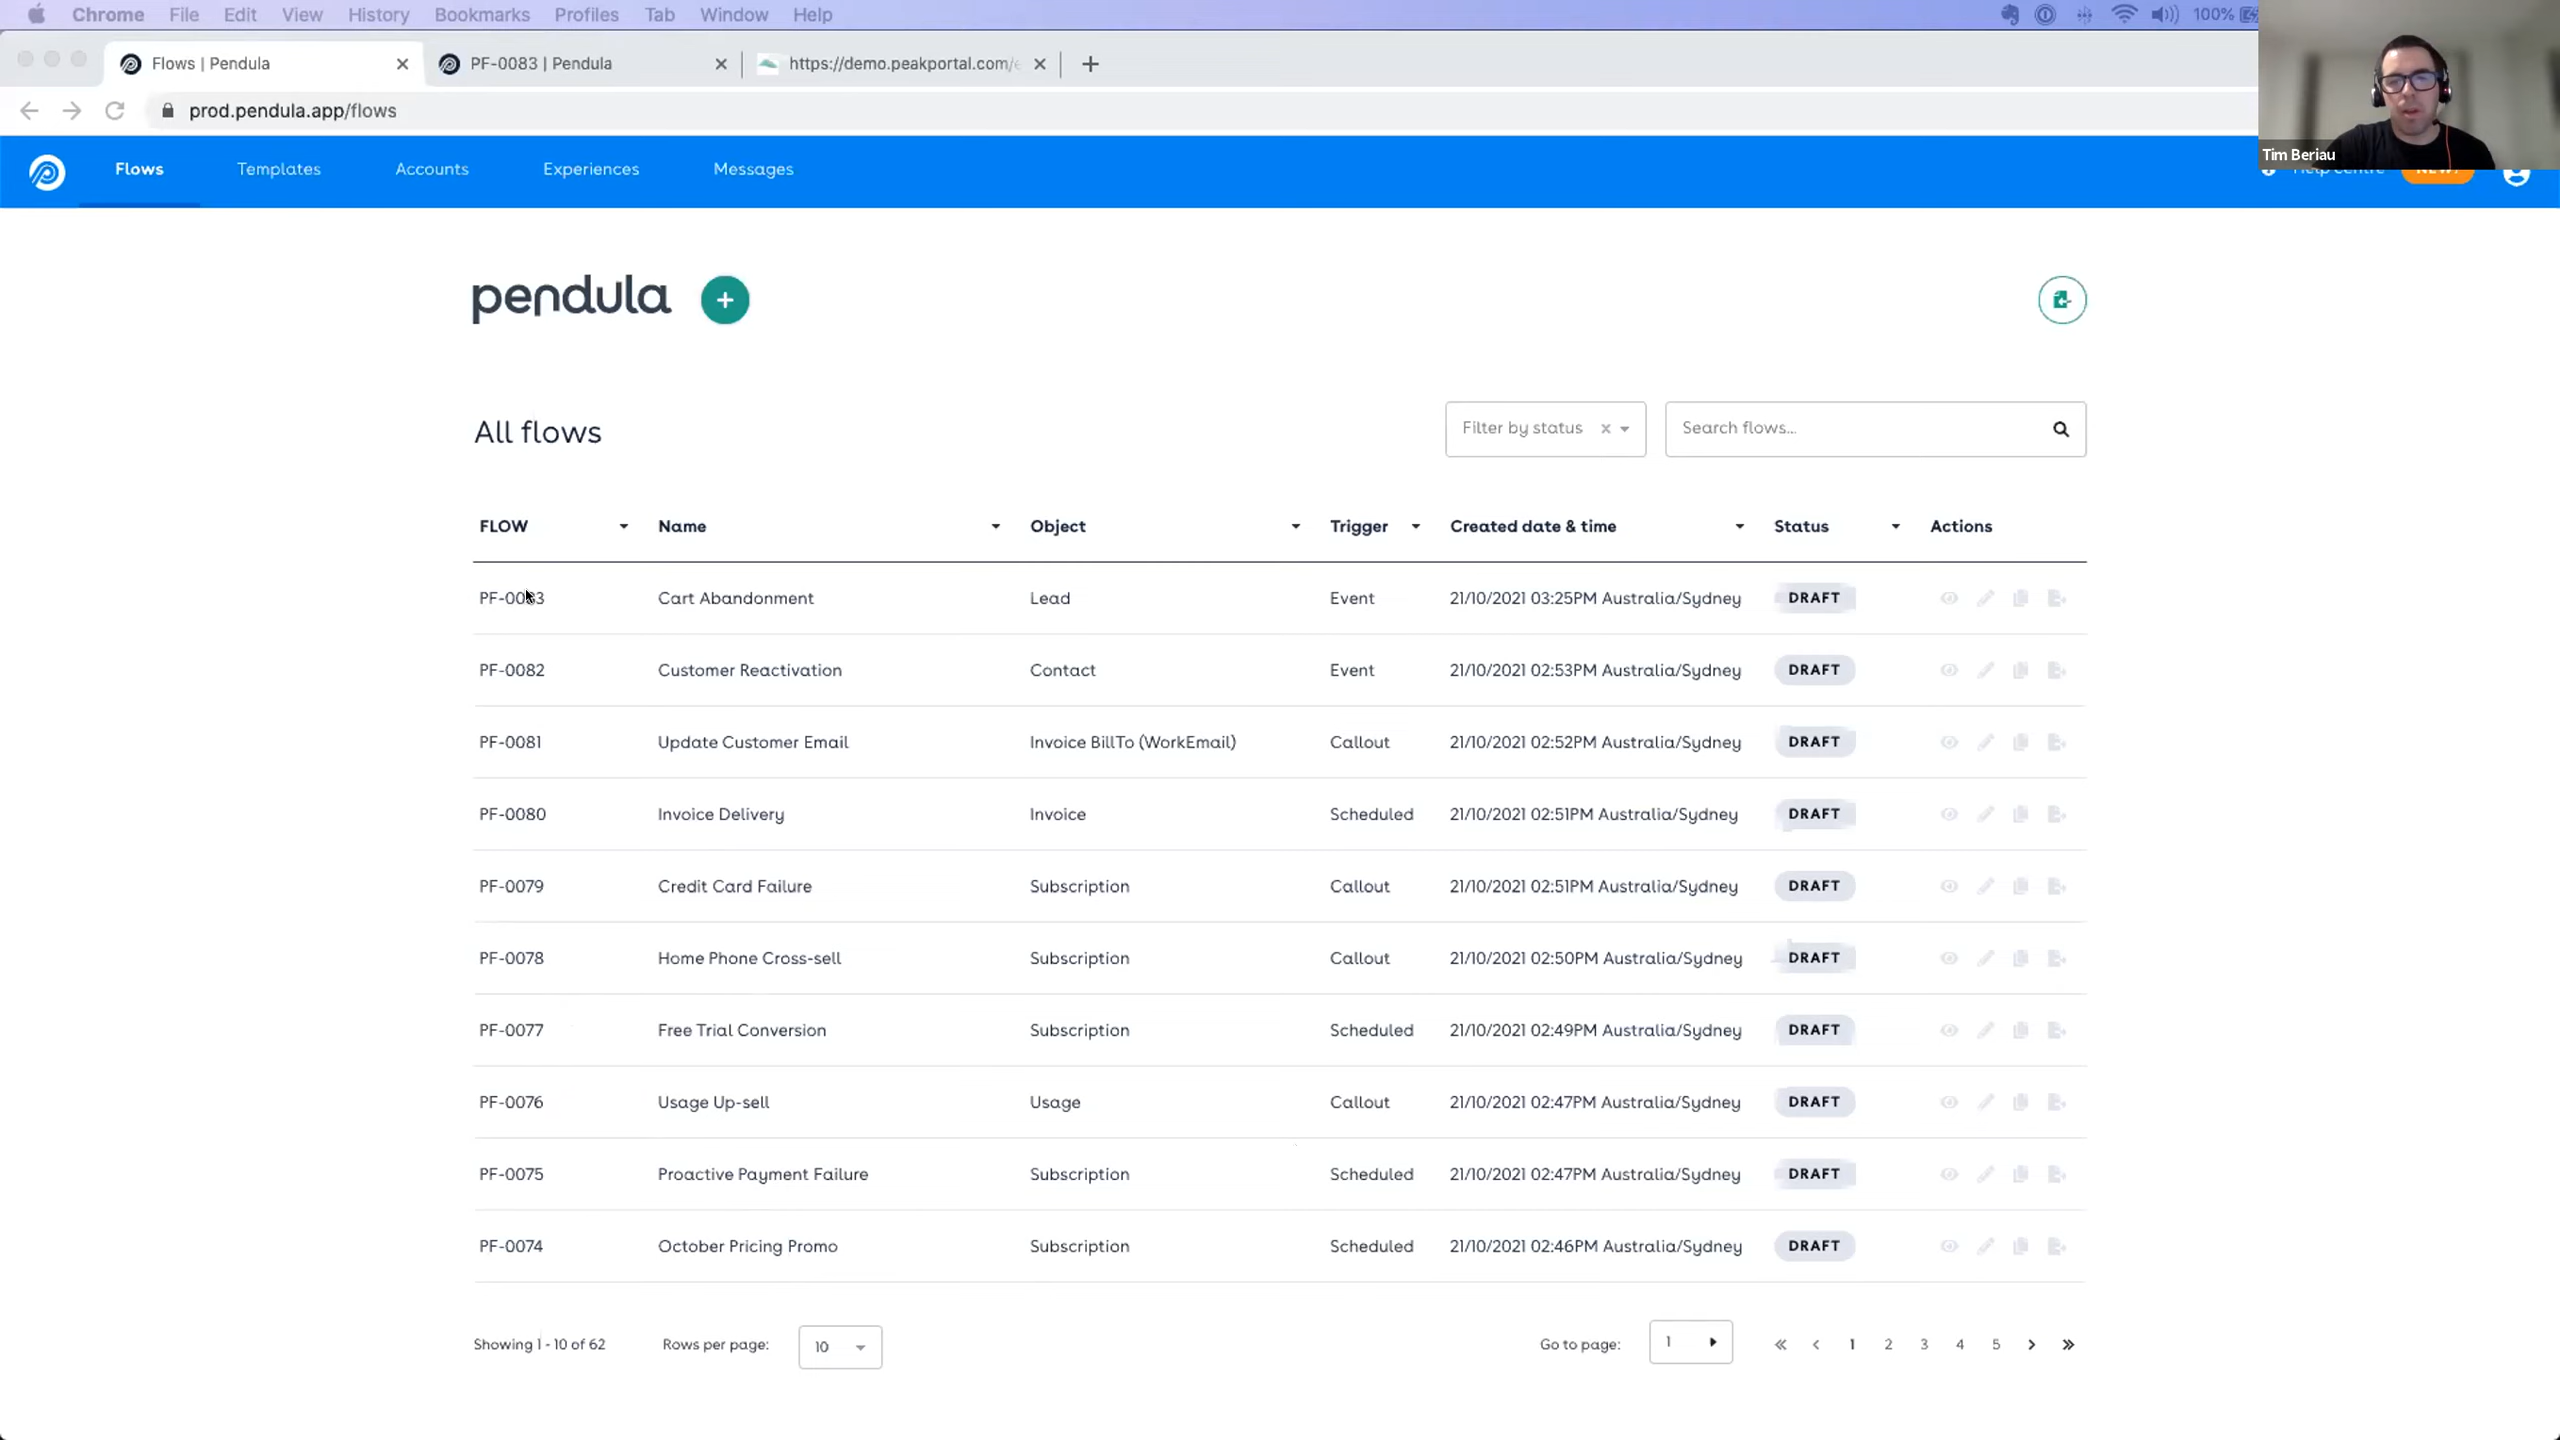 Chrome File Edit View History Bookmarks Profiles Tab Window Help 100%
Flows | Pendula PF-0083 | Pendula https://demo.peakportal.com/
prod.pendula.app/flows
Tim Beriau
Flows Templates Accounts Experiences Messages Help centre NEW!
pendula
All flows Filter by status Search flows...
FLOW Name Object Trigger Created date & time Status Actions
PF-0083 Cart Abandonment Lead Event 21/10/2021 03:25PM Australia/Sydney DRAFT
PF-0082 Customer Reactivation Contact Event 21/10/2021 02:53PM Australia/Sydney DRAFT
PF-0081 Update Customer Email Invoice BillTo (WorkEmail) Callout 21/10/2021 02:52PM Australia/Sydney DRAFT
PF-0080 Invoice Delivery Invoice Scheduled 21/10/2021 02:51PM Australia/Sydney DRAFT
PF-0079 Credit Card Failure Subscription Callout 21/10/2021 02:51PM Australia/Sydney DRAFT
PF-0078 Home Phone Cross-sell Subscription Callout 21/10/2021 02:50PM Australia/Sydney DRAFT
PF-0077 Free Trial Conversion Subscription Scheduled 21/10/2021 02:49PM Australia/Sydney DRAFT
PF-0076 Usage Up-sell Usage Callout 21/10/2021 02:47PM Australia/Sydney DRAFT
PF-0075 Proactive Payment Failure Subscription Scheduled 21/10/2021 02:47PM Australia/Sydney DRAFT
PF-0074 October Pricing Promo Subscription Scheduled 21/10/2021 02:46PM Australia/Sydney DRAFT
Showing 1 - 10 of 62 Rows per page: 10 Go to page: 1 « ‹ 1 2 3 4 5 › »